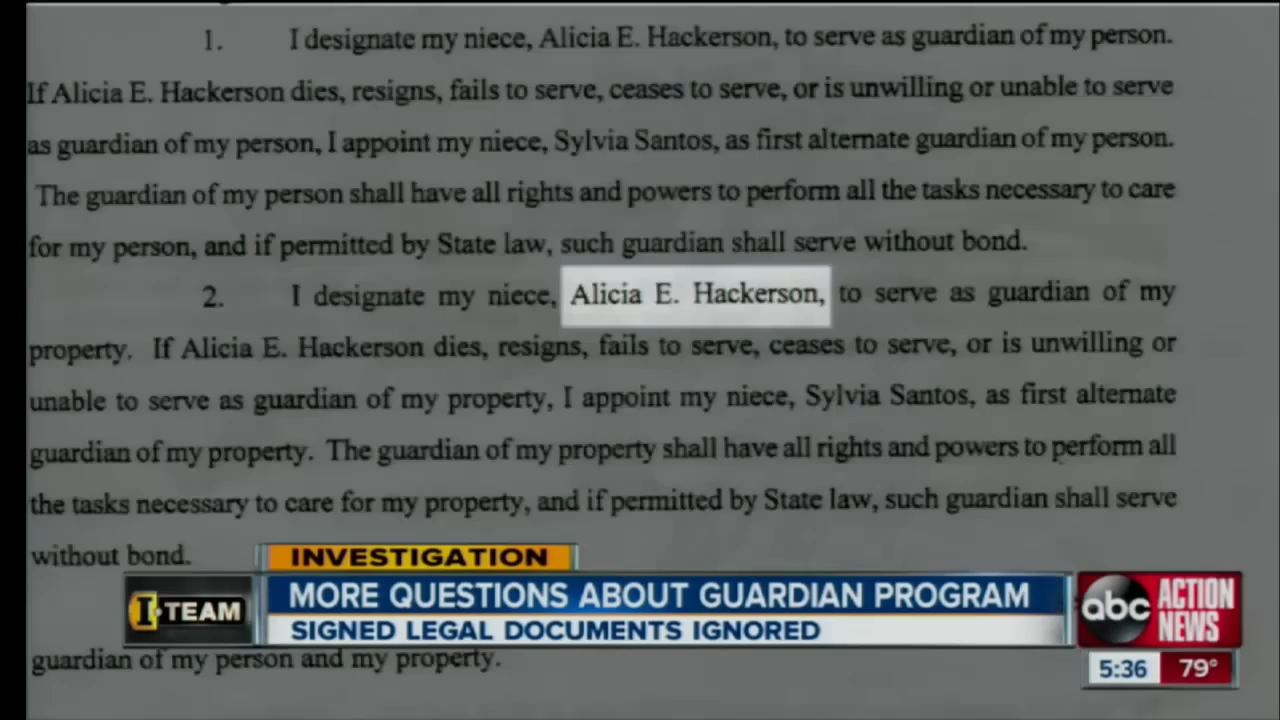 1. I designate my niece, Alicia E. Hackerson, to serve as guardian of my person.
If Alicia E. Hackerson dies, resigns, fails to serve, ceases to serve, or is unwilling or unable to serve
as guardian of my person, I appoint my niece, Sylvia Santos, as first alternate guardian of my person.
The guardian of my person shall have all rights and powers to perform all the tasks necessary to care
for my person, and if permitted by State law, such guardian shall serve without bond.
2. I designate my niece, Alicia E. Hackerson, to serve as guardian of my
property. If Alicia E. Hackerson dies, resigns, fails to serve, ceases to serve, or is unwilling or
unable to serve as guardian of my property, I appoint my niece, Sylvia Santos, as first alternate
guardian of my property. The guardian of my property shall have all rights and powers to perform all
the tasks necessary to care for my property, and if permitted by State law, such guardian shall serve
without bond.
INVESTIGATION
I-TEAM
MORE QUESTIONS ABOUT GUARDIAN PROGRAM
SIGNED LEGAL DOCUMENTS IGNORED
abc ACTION NEWS
5:36 79°
guardian of my person and my property.